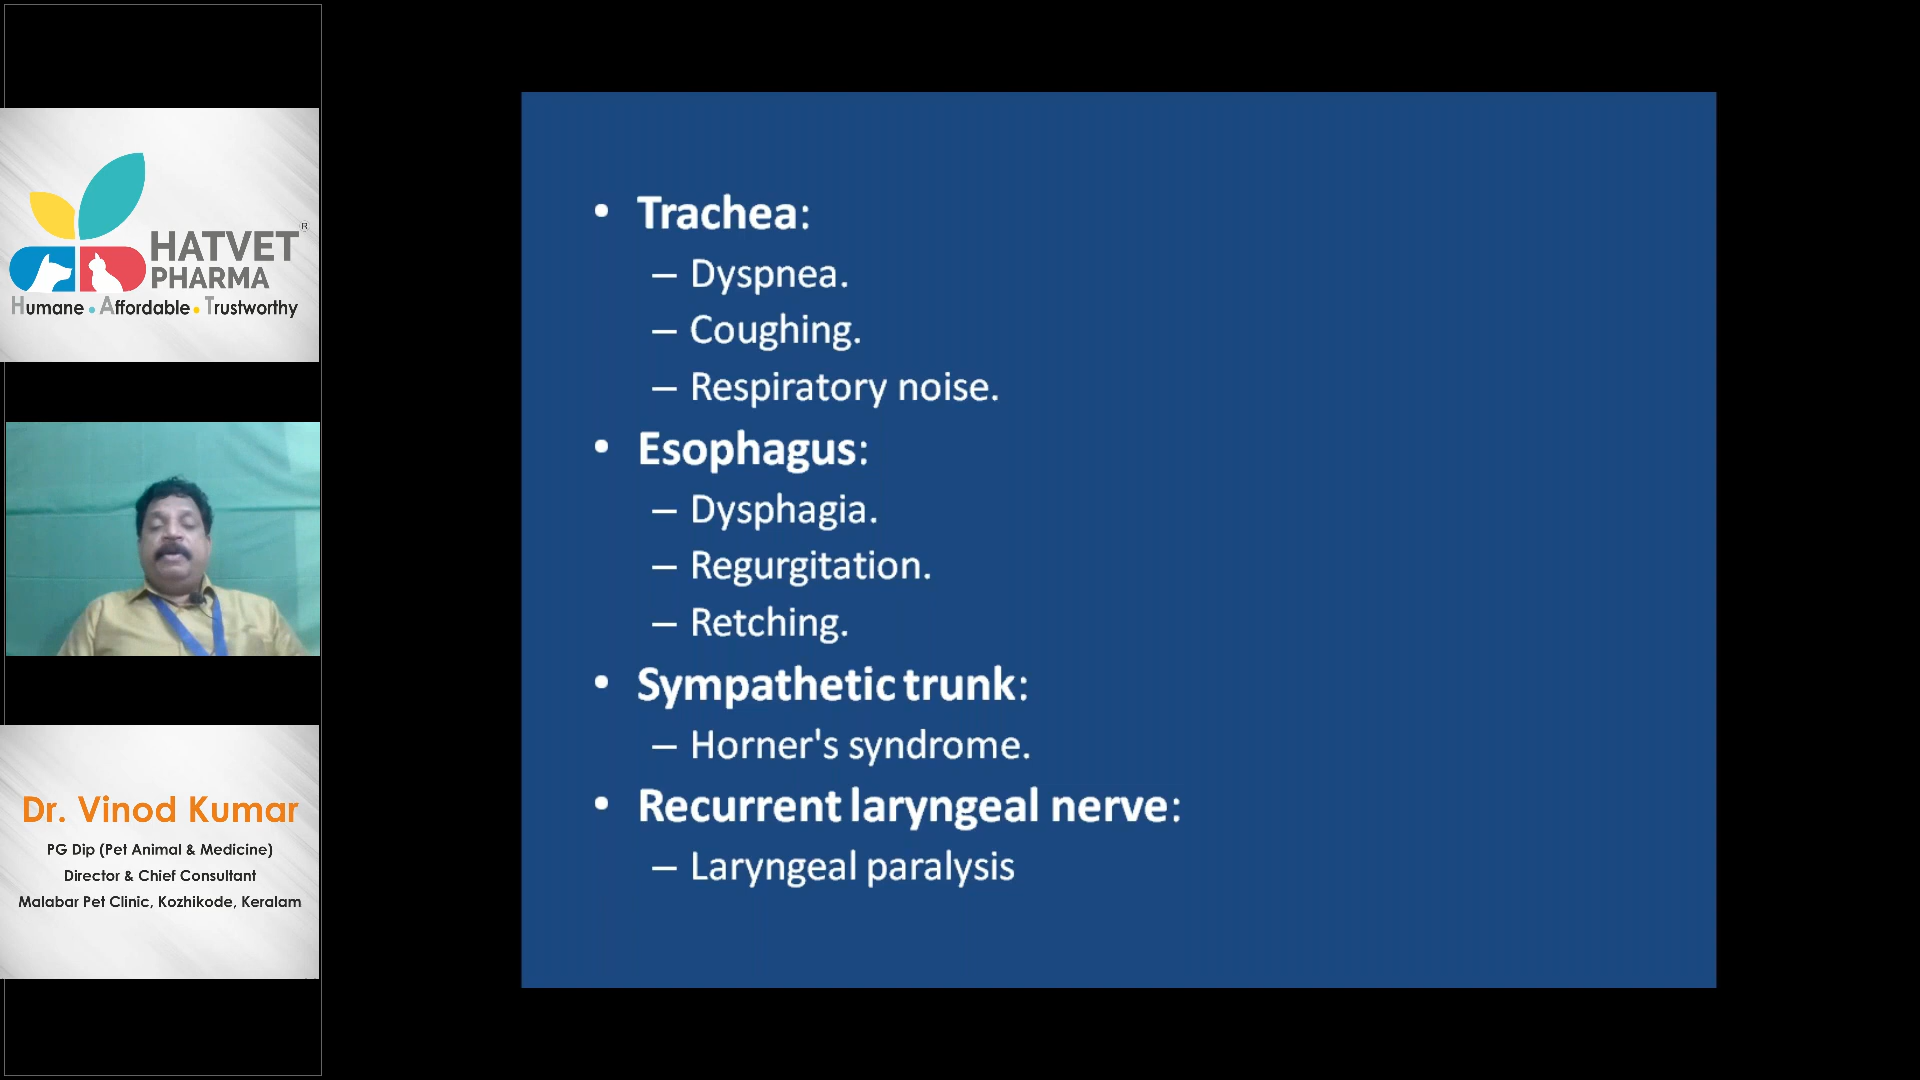 HATVET®
PHARMA
Humane • Affordable • Trustworthy
Dr. Vinod Kumar
PG Dip (Pet Animal & Medicine)
Director & Chief Consultant
Malabar Pet Clinic, Kozhikode, Keralam
• Trachea:
– Dyspnea.
– Coughing.
– Respiratory noise.
• Esophagus:
– Dysphagia.
– Regurgitation.
– Retching.
• Sympathetic trunk:
– Horner's syndrome.
• Recurrent laryngeal nerve:
– Laryngeal paralysis